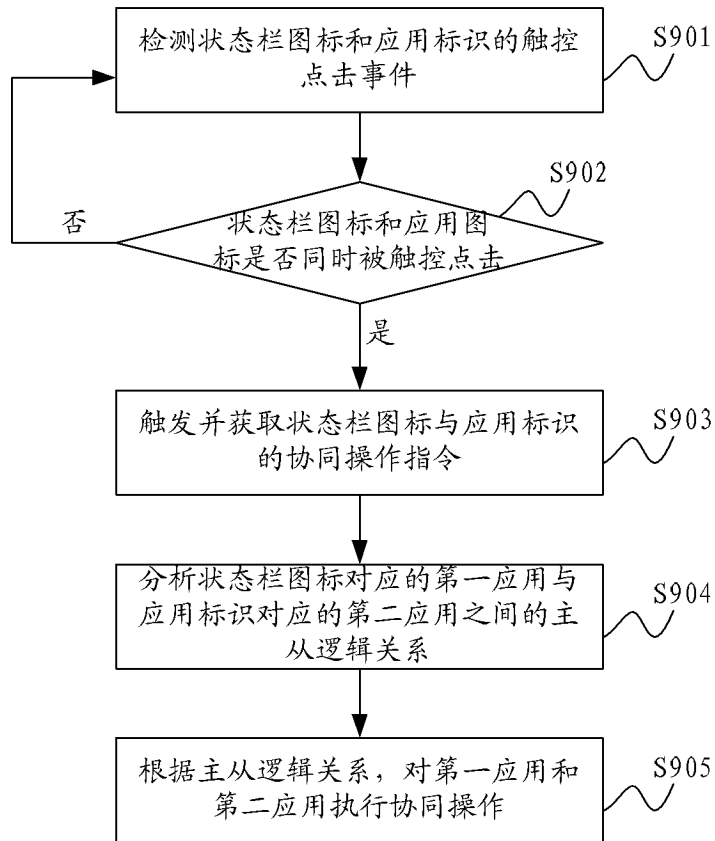 检测状态栏图标和应用标识的触控
点击事件
S901
S902
否
状态栏图标和应用图
标是否同时被触控点击
是
触发并获取状态栏图标与应用标识
的协同操作指令
S903
分析状态栏图标对应的第一应用与
应用标识对应的第二应用之间的主
从逻辑关系
S904
根据主从逻辑关系，对第一应用和
第二应用执行协同操作
S905